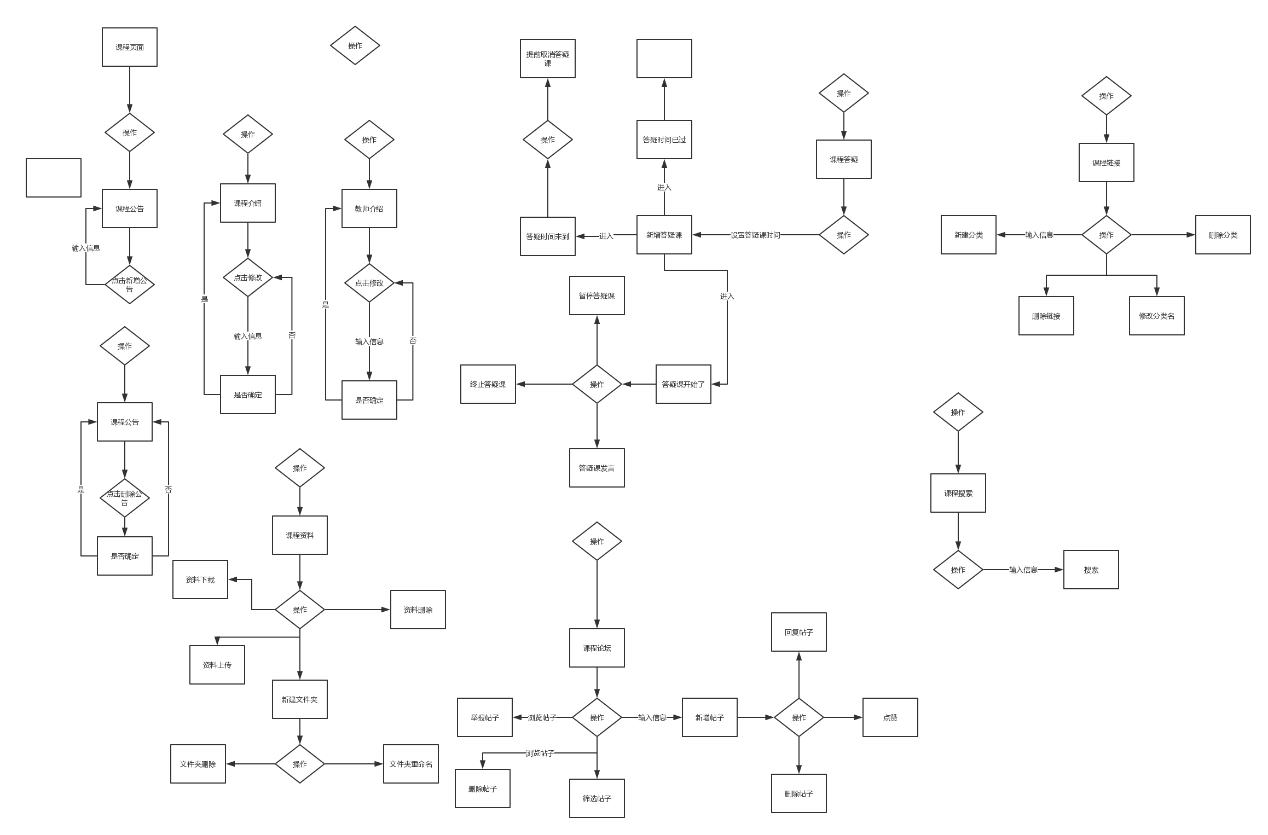 课程页面
操作
课程公告
输入信息
点击新增公
告
操作
操作
课程介绍
点击修改
输入信息
是
否
是否确定
操作
教师介绍
点击修改
输入信息
是
否
是否确定
操作
课程公告
点击删除公
告
是
否
是否确定
操作
课程资料
操作
资料下载
资料删除
资料上传
新建文件夹
操作
文件夹删除
文件夹重命名
提前取消答疑
课
操作
答疑时间未到
答疑时间已过
进入
新增答疑课
进入
设置答疑课时间
操作
课程答疑
操作
进入
暂停答疑课
终止答疑课
操作
答疑课开始了
答疑课发言
操作
课程论坛
操作
浏览帖子
举报帖子
浏览帖子
删除帖子
筛选帖子
输入信息
新增帖子
操作
回复帖子
点赞
删除帖子
操作
课程链接
操作
输入信息
新建分类
删除分类
删除链接
修改分类名
操作
课程搜索
操作
输入信息
搜索